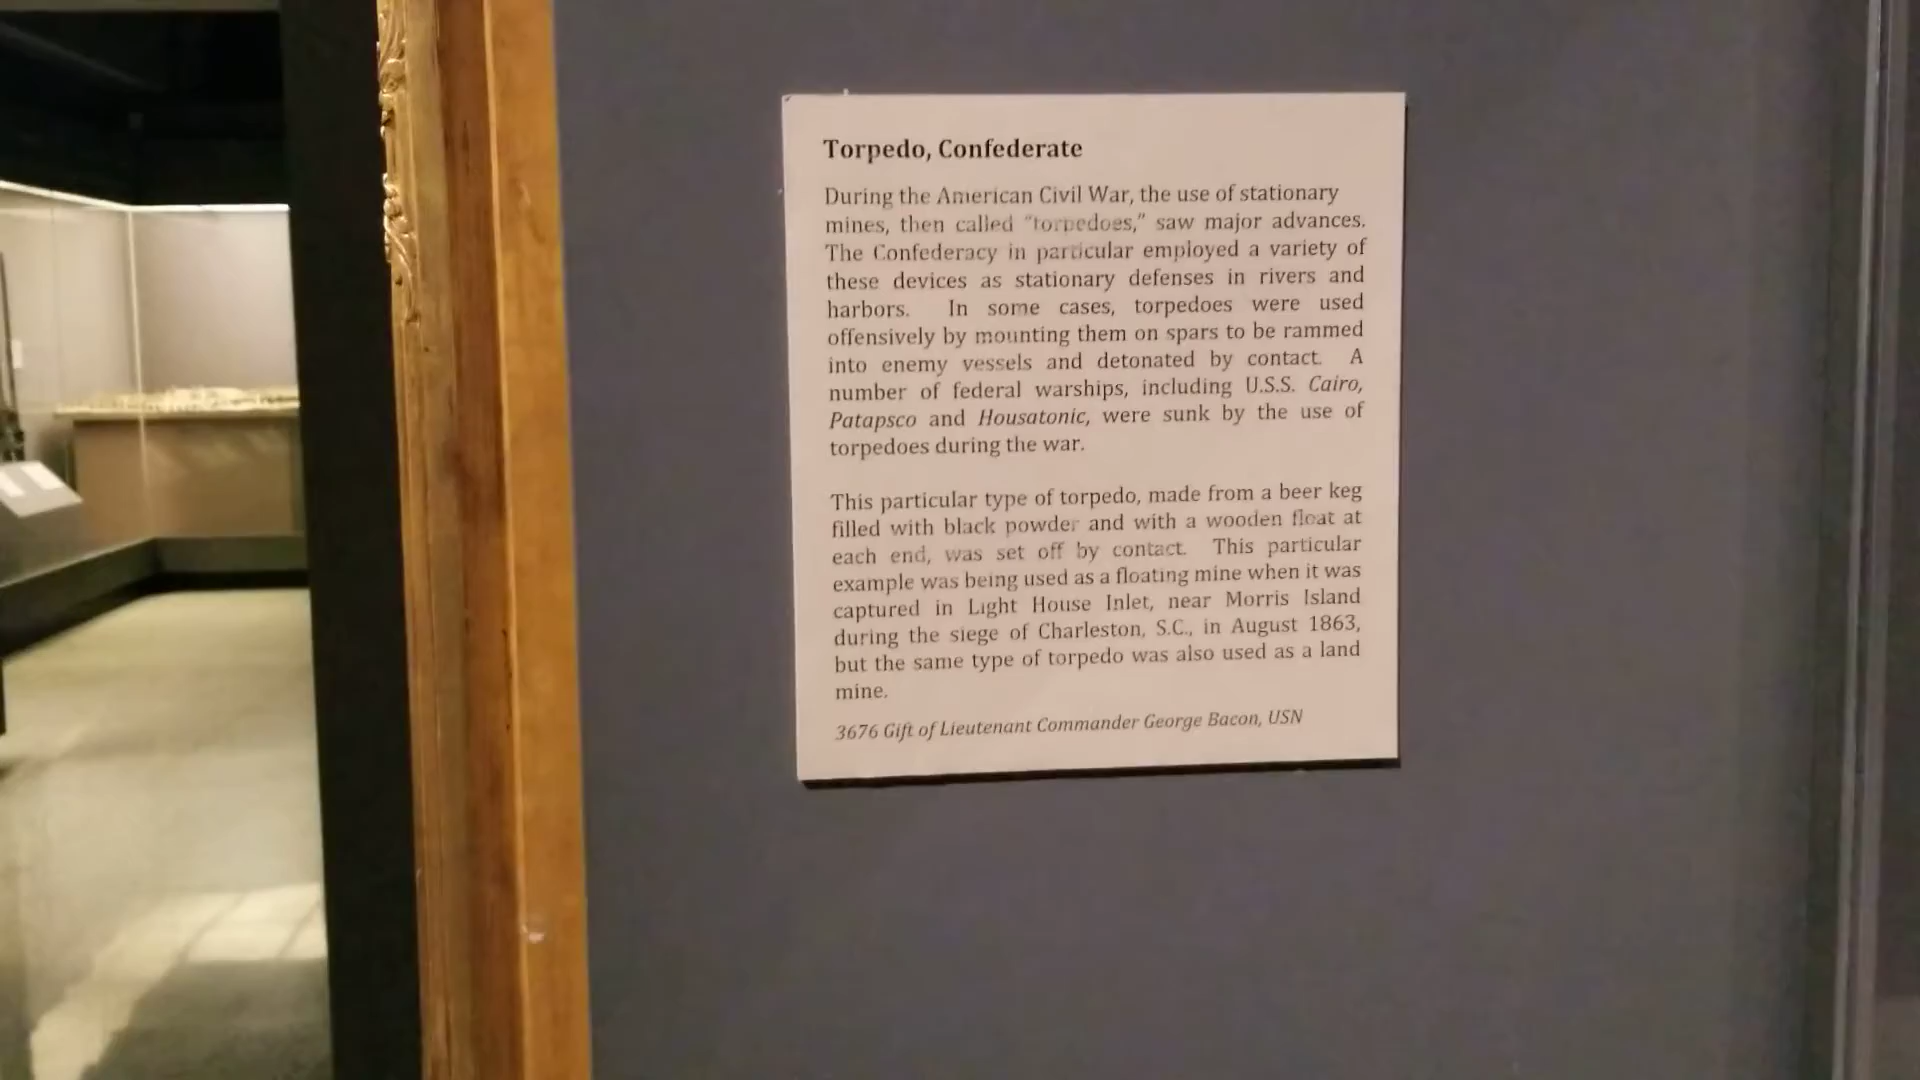 Torpedo, Confederate
During the American Civil War, the use of stationary
mines, then called “torpedoes,” saw major advances.
The Confederacy in particular employed a variety of
these devices as stationary defenses in rivers and
harbors. In some cases, torpedoes were used
offensively by mounting them on spars to be rammed
into enemy vessels and detonated by contact. A
number of federal warships, including U.S.S. Cairo,
Patapsco and Housatonic, were sunk by the use of
torpedoes during the war.
This particular type of torpedo, made from a beer keg
filled with black powder and with a wooden float at
each end, was set off by contact. This particular
example was being used as a floating mine when it was
captured in Light House Inlet, near Morris Island
during the siege of Charleston, S.C., in August 1863,
but the same type of torpedo was also used as a land
mine.
3676 Gift of Lieutenant Commander George Bacon, USN